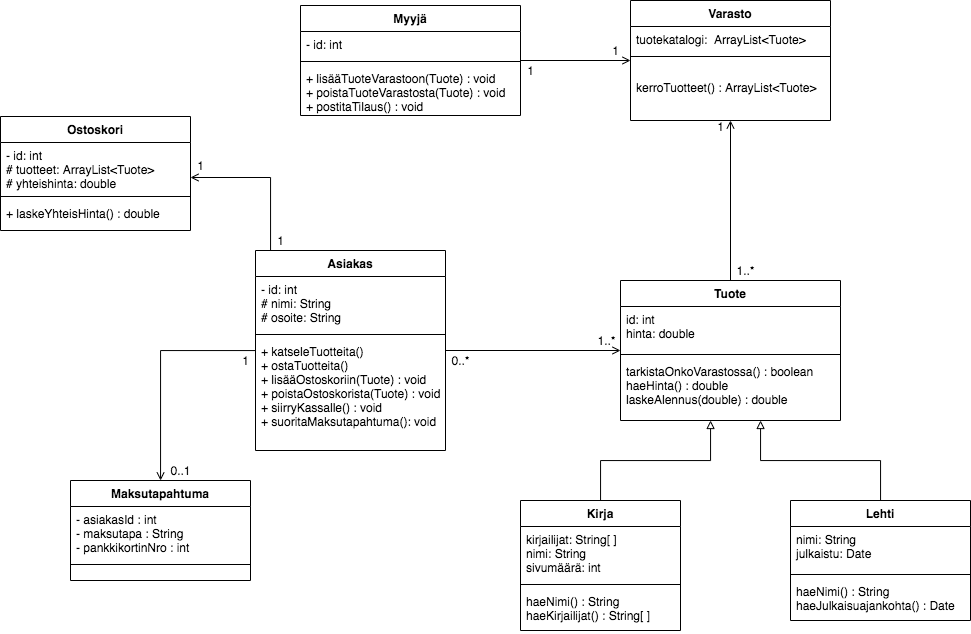 Myyjä
- id: int
+ lisääTuoteVarastoon(Tuote) : void
+ poistaTuoteVarastosta(Tuote) : void
+ postitaTilaus() : void
1
1
Varasto
tuotekatalogi:  ArrayList<Tuote>
kerroTuotteet() : ArrayList<Tuote>
1
1..*
Ostoskori
- id: int
# tuotteet: ArrayList<Tuote>
# yhteishinta: double
+ laskeYhteisHinta() : double
1
1
Asiakas
- id: int
# nimi: String
# osoite: String
+ katseleTuotteita()
+ ostaTuotteita()
+ lisääOstoskoriin(Tuote) : void
+ poistaOstoskorista(Tuote) : void
+ siirryKassalle() : void
+ suoritaMaksutapahtuma(): void
0..*
1..*
Tuote
id: int
hinta: double
tarkistaOnkoVarastossa() : boolean
haeHinta() : double
laskeAlennus(double) : double
1
0..1
Maksutapahtuma
- asiakasId : int
- maksutapa : String
- pankkikortinNro : int
Kirja
kirjailijat: String[ ]
nimi: String
sivumäärä: int
haeNimi() : String
haeKirjailijat() : String[ ]
Lehti
nimi: String
julkaistu: Date
haeNimi() : String
haeJulkaisuajankohta() : Date